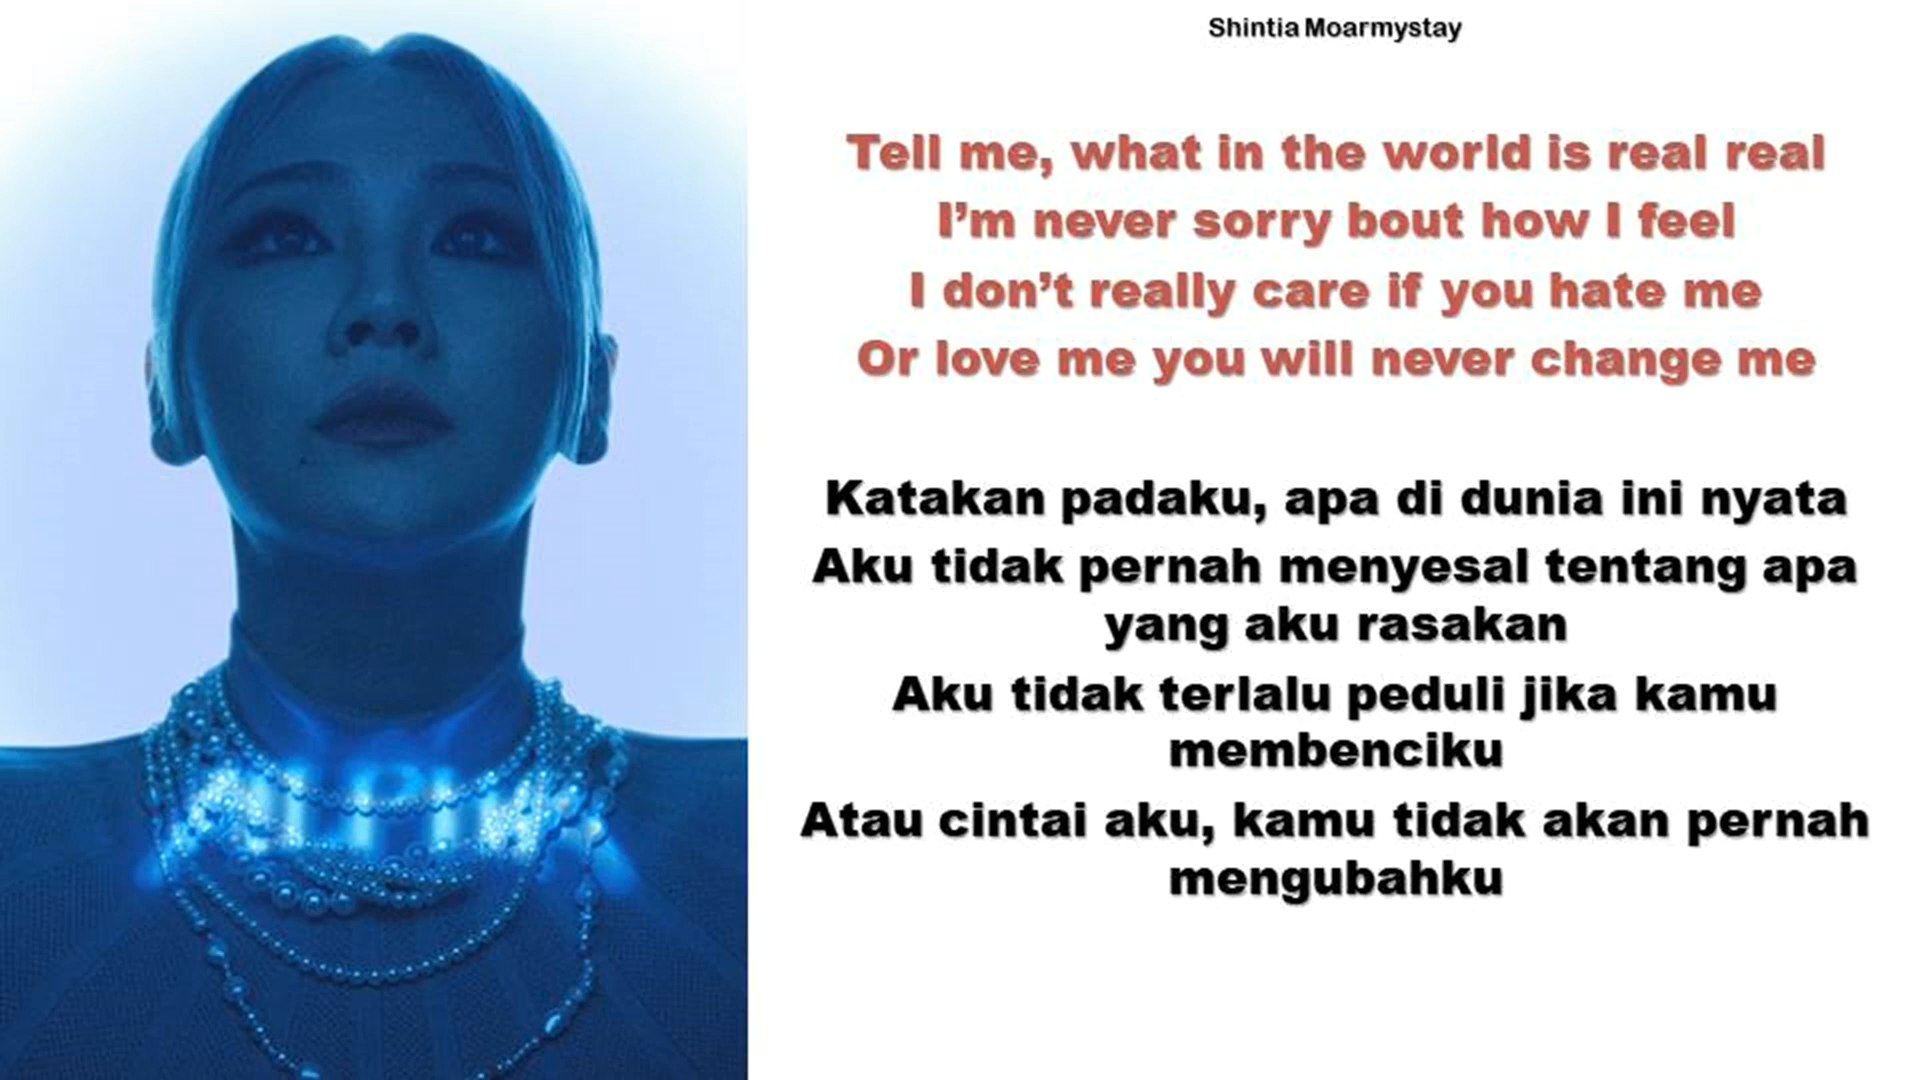 Shintia Moarmystay
Tell me, what in the world is real real
I'm never sorry bout how I feel
I don't really care if you hate me
Or love me you will never change me
Katakan padaku, apa di dunia ini nyata
Aku tidak pernah menyesal tentang apa
yang aku rasakan
Aku tidak terlalu peduli jika kamu
membenciku
Atau cintai aku, kamu tidak akan pernah
mengubahku